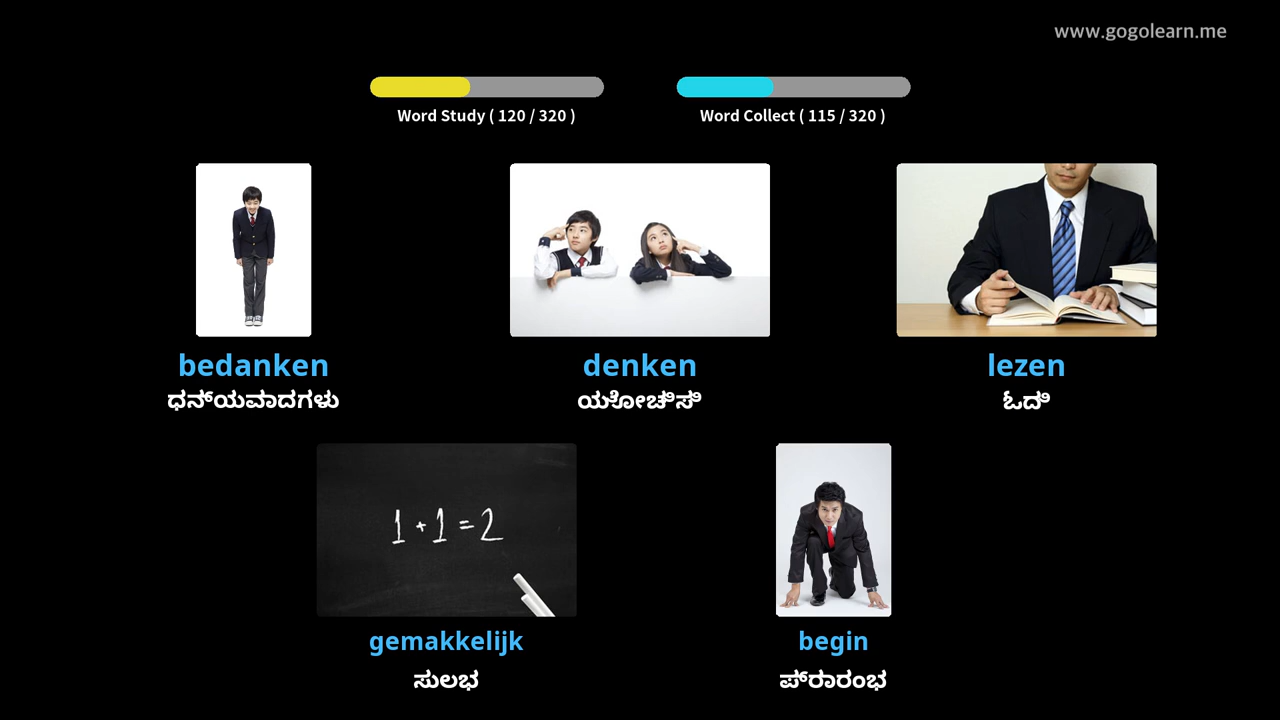 www.gogolearn.me
Word Study ( 120 / 320 )
Word Collect ( 115 / 320 )
bedanken
ಧನ್ಯವಾದಗಳು
denken
ಯೋಚಿಸಿ
lezen
ಓದಿ
1 + 1 = 2
gemakkelijk
ಸುಲಭ
begin
ಪ್ರಾರಂಭ